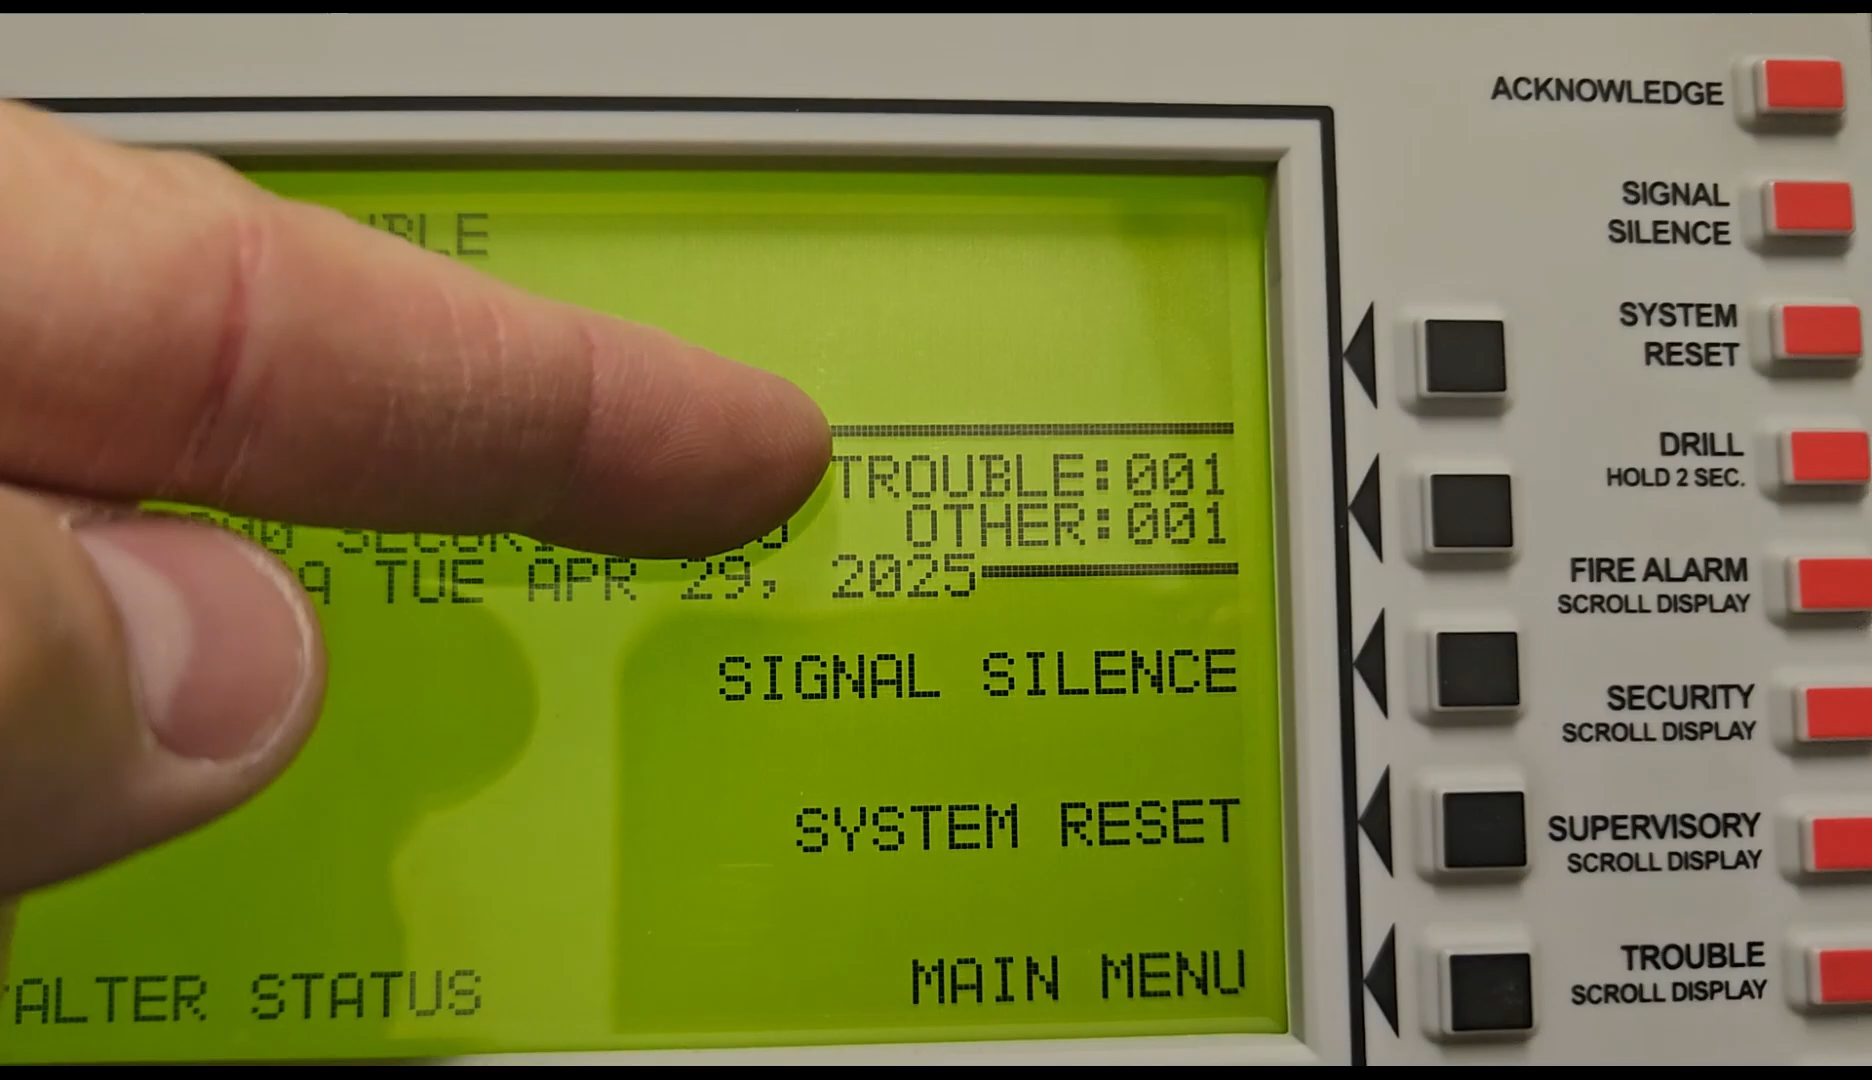 ACKNOWLEDGE
SIGNAL
SILENCE
SYSTEM
RESET
DRILL
HOLD 2 SEC.
FIRE ALARM
SCROLL DISPLAY
SECURITY
SCROLL DISPLAY
SUPERVISORY
SCROLL DISPLAY
TROUBLE
SCROLL DISPLAY
TROUBLE:001
OTHER:001
TUE APR 29, 2025
SIGNAL SILENCE
SYSTEM RESET
ALTER STATUS
MAIN MENU